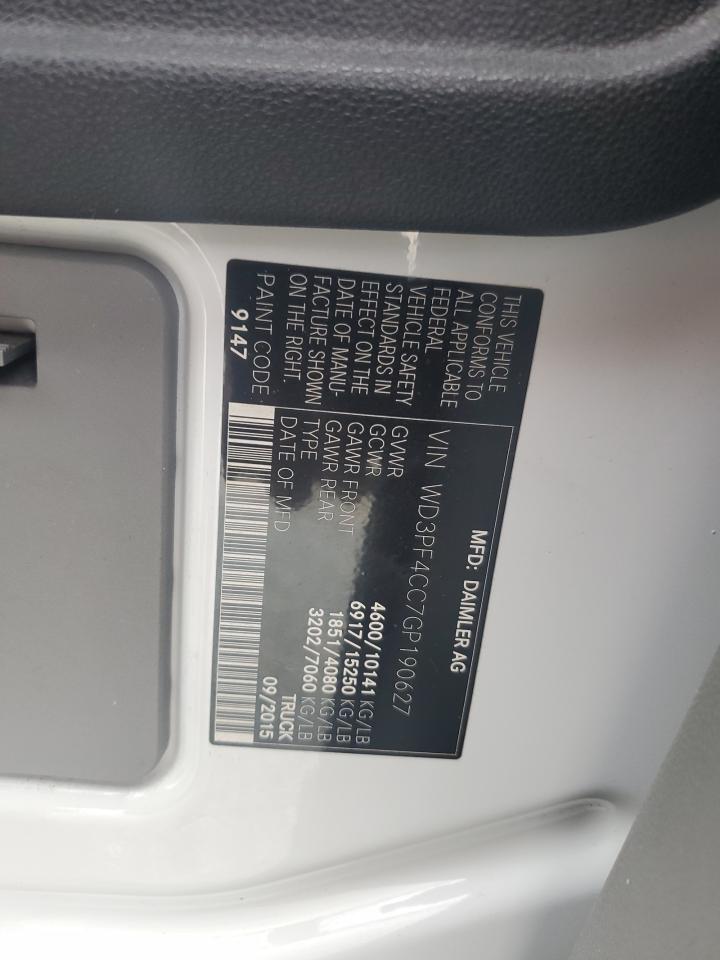 THIS VEHICLE
CONFORMS TO
ALL APPLICABLE
FEDERAL
VEHICLE SAFETY
STANDARDS IN
EFFECT ON THE
DATE OF MANU-
FACTURE SHOWN
ON THE RIGHT.
PAINT CODE:
9147
MFD: DAIMLER AG
VIN WD3PF4CC7GP190627
GVWR 4600/10141 KG/LB
GCWR 6917/15250 KG/LB
GAWR FRONT 1851/4080 KG/LB
GAWR REAR 3202/7060 KG/LB
TYPE TRUCK
DATE OF MFD 09/2015